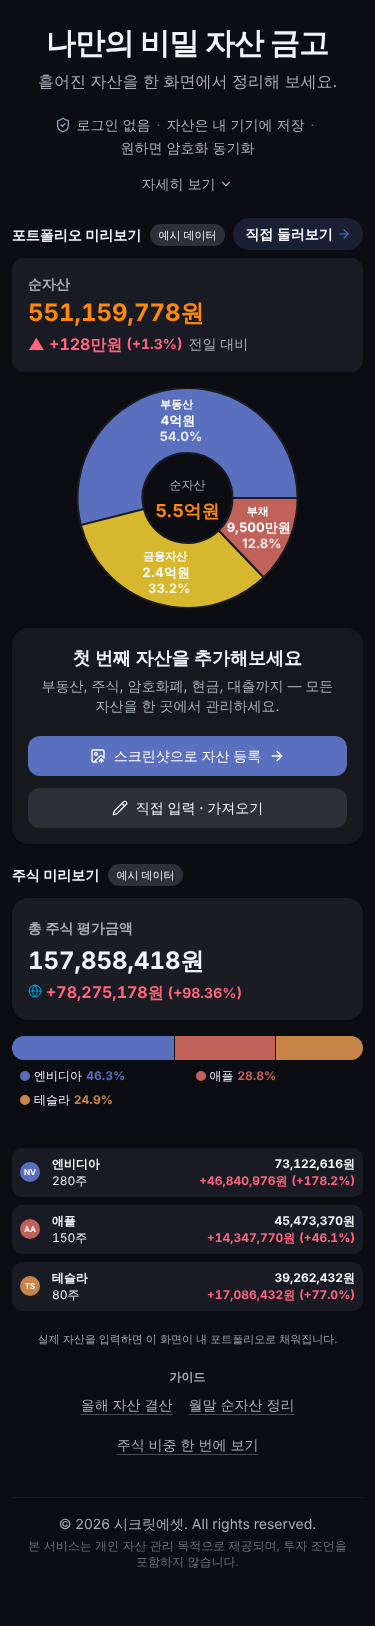 나만의 비밀 자산 금고
흩어진 자산을 한 화면에서 정리해 보세요.
로그인 없음 · 자산은 내 기기에 저장 ·
원하면 암호화 동기화
자세히 보기
포트폴리오 미리보기 예시 데이터 직접 둘러보기 →
순자산
551,159,778원
▲ +128만원 (+1.3%) 전일 대비
부동산
4억원
54.0%
순자산
5.5억원
부채
9,500만원
12.8%
금융자산
2.4억원
33.2%
첫 번째 자산을 추가해보세요
부동산, 주식, 암호화폐, 현금, 대출까지 — 모든
자산을 한 곳에서 관리하세요.
스크린샷으로 자산 등록 →
직접 입력 · 가져오기
주식 미리보기 예시 데이터
총 주식 평가금액
157,858,418원
+78,275,178원 (+98.36%)
엔비디아 46.3% 애플 28.8%
테슬라 24.9%
NV 엔비디아 73,122,616원
280주 +46,840,976원 (+178.2%)
AA 애플 45,473,370원
150주 +14,347,770원 (+46.1%)
TS 테슬라 39,262,432원
80주 +17,086,432원 (+77.0%)
실제 자산을 입력하면 이 화면이 내 포트폴리오로 채워집니다.
가이드
올해 자산 결산 월말 순자산 정리
주식 비중 한 번에 보기
© 2026 시크릿에셋. All rights reserved.
본 서비스는 개인 자산 관리 목적으로 제공되며, 투자 조언을
포함하지 않습니다.